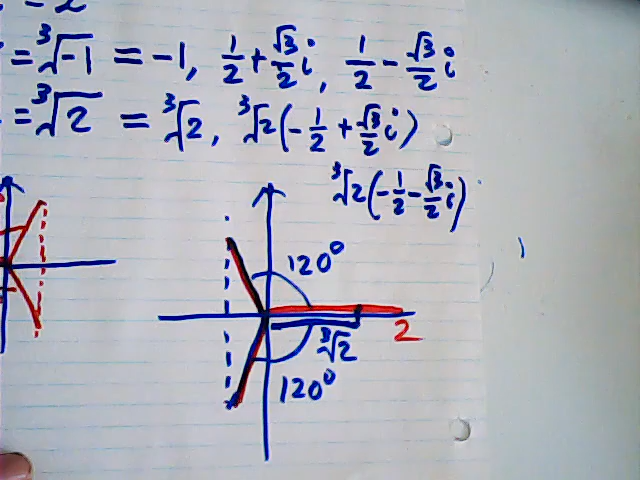 = ∛-1 = -1, 1/2 + √3/2 i, 1/2 - √3/2 i
= ∛2 = ∛2, ∛2(-1/2 + √3/2 i)
∛2(-1/2 - √3/2 i)
120°
2
∛2
120°